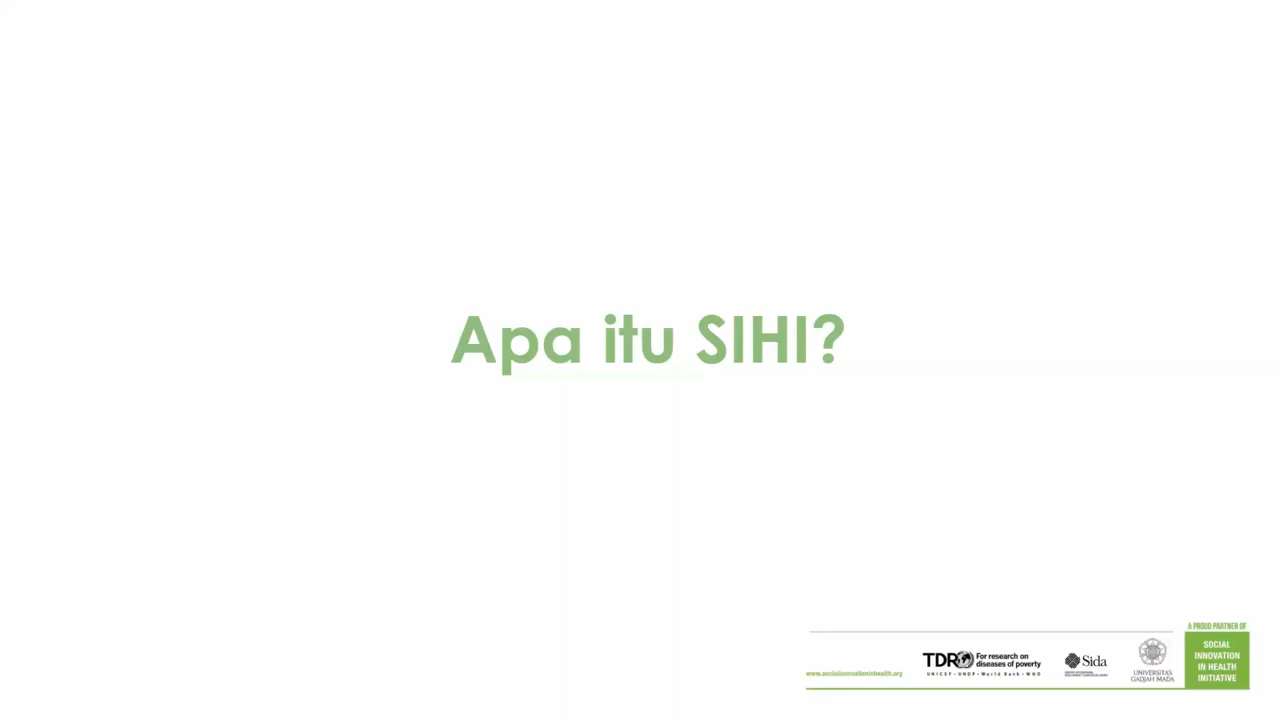 Apa itu SIHI?
A PROUD PARTNER OF
SOCIAL
INNOVATION
IN HEALTH
INITIATIVE
www.socialinnovationinhealth.org
TDR For research on
diseases of poverty
UNICEF • UNDP • World Bank • WHO
Sida
UNIVERSITAS
GADJAH MADA